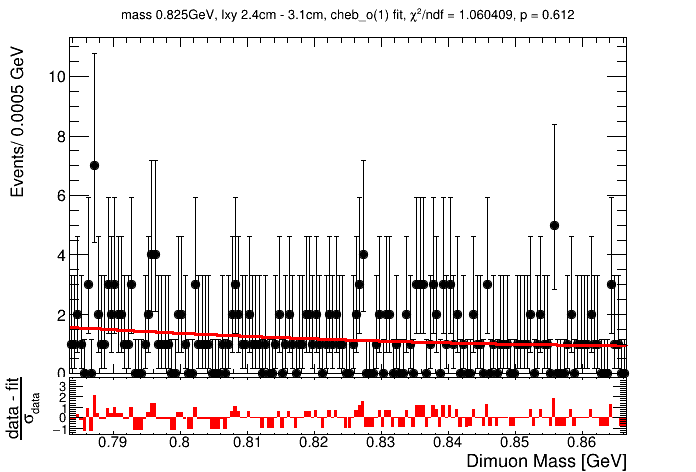 mass 0.825GeV, lxy 2.4cm - 3.1cm, cheb_o(1) fit, χ²/ndf = 1.060409, p = 0.612
Events/ 0.0005 GeV
10
8
6
4
2
0
data - fit
σdata
3
2
1
0
−1
0.79 0.8 0.81 0.82 0.83 0.84 0.85 0.86
Dimuon Mass [GeV]